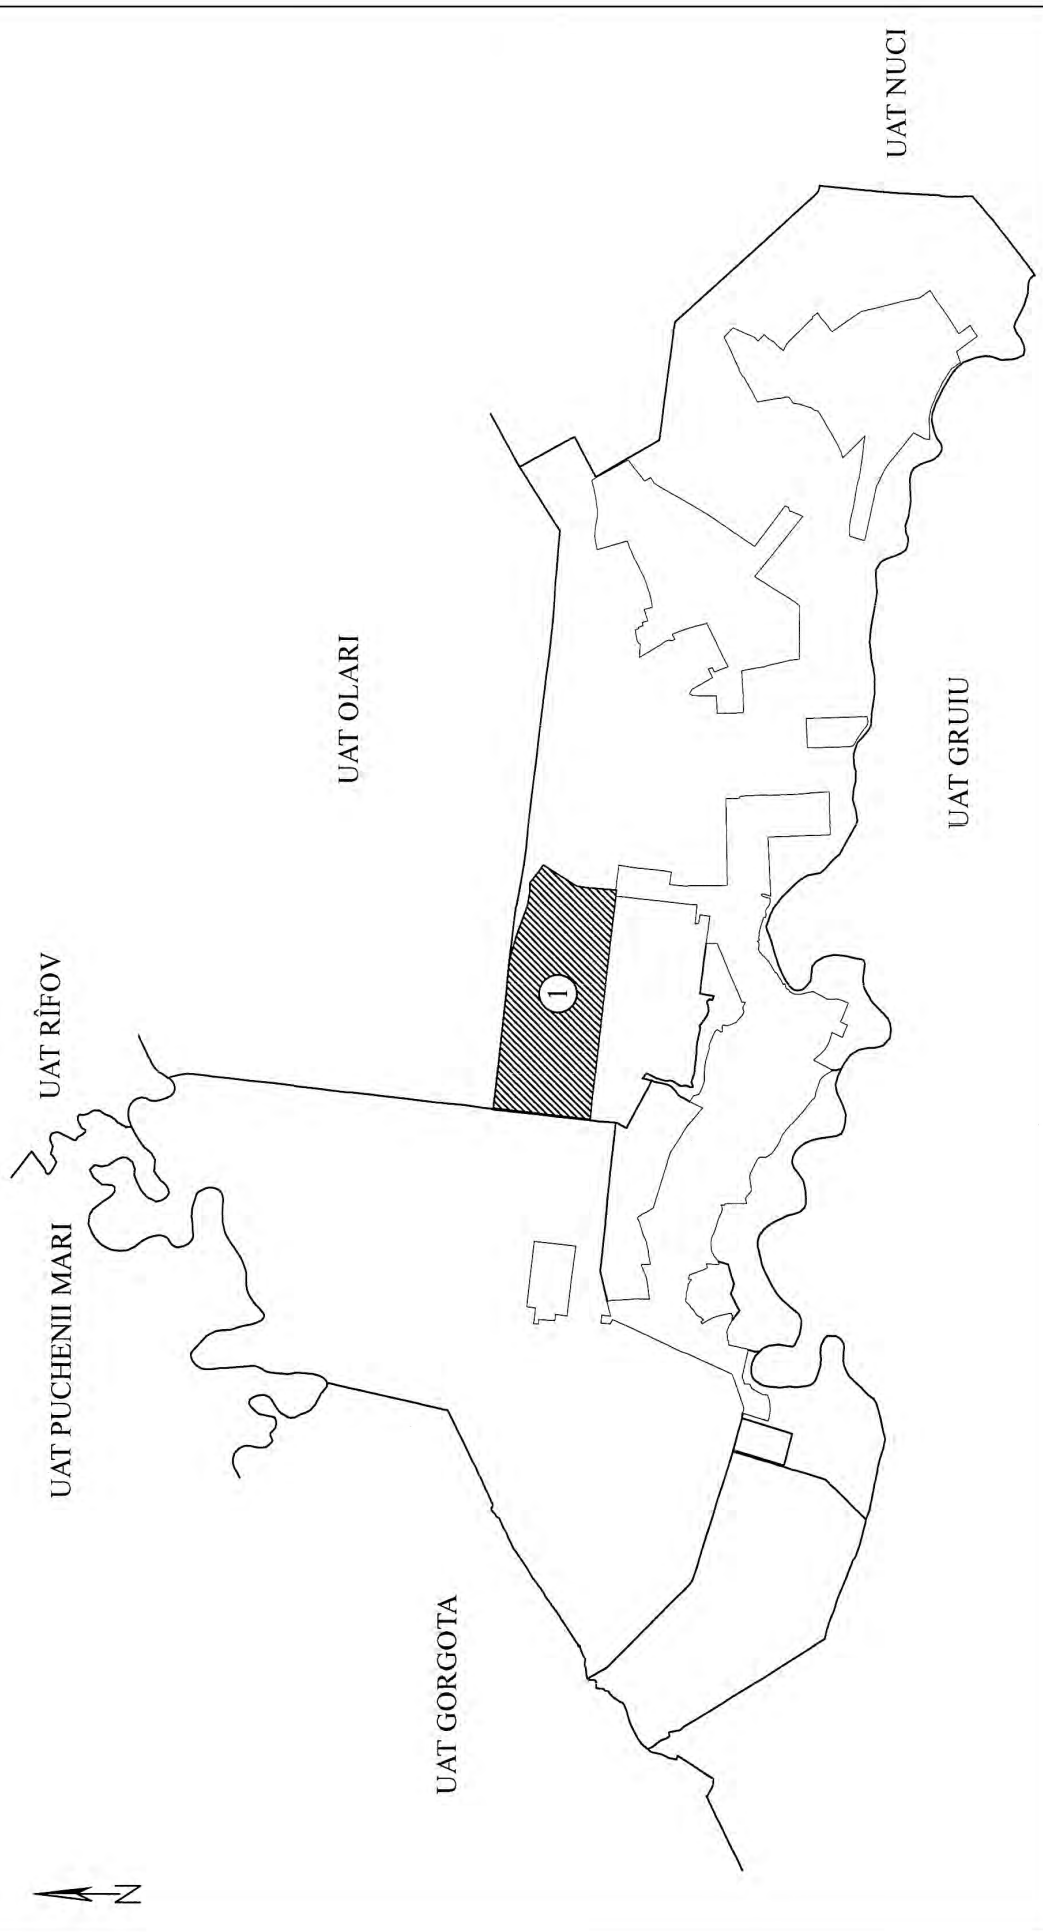 N
UAT PUCHENII MARI
UAT RÎFOV
UAT OLARI
UAT GORGOTA
1
UAT NUCI
UAT GRUIU